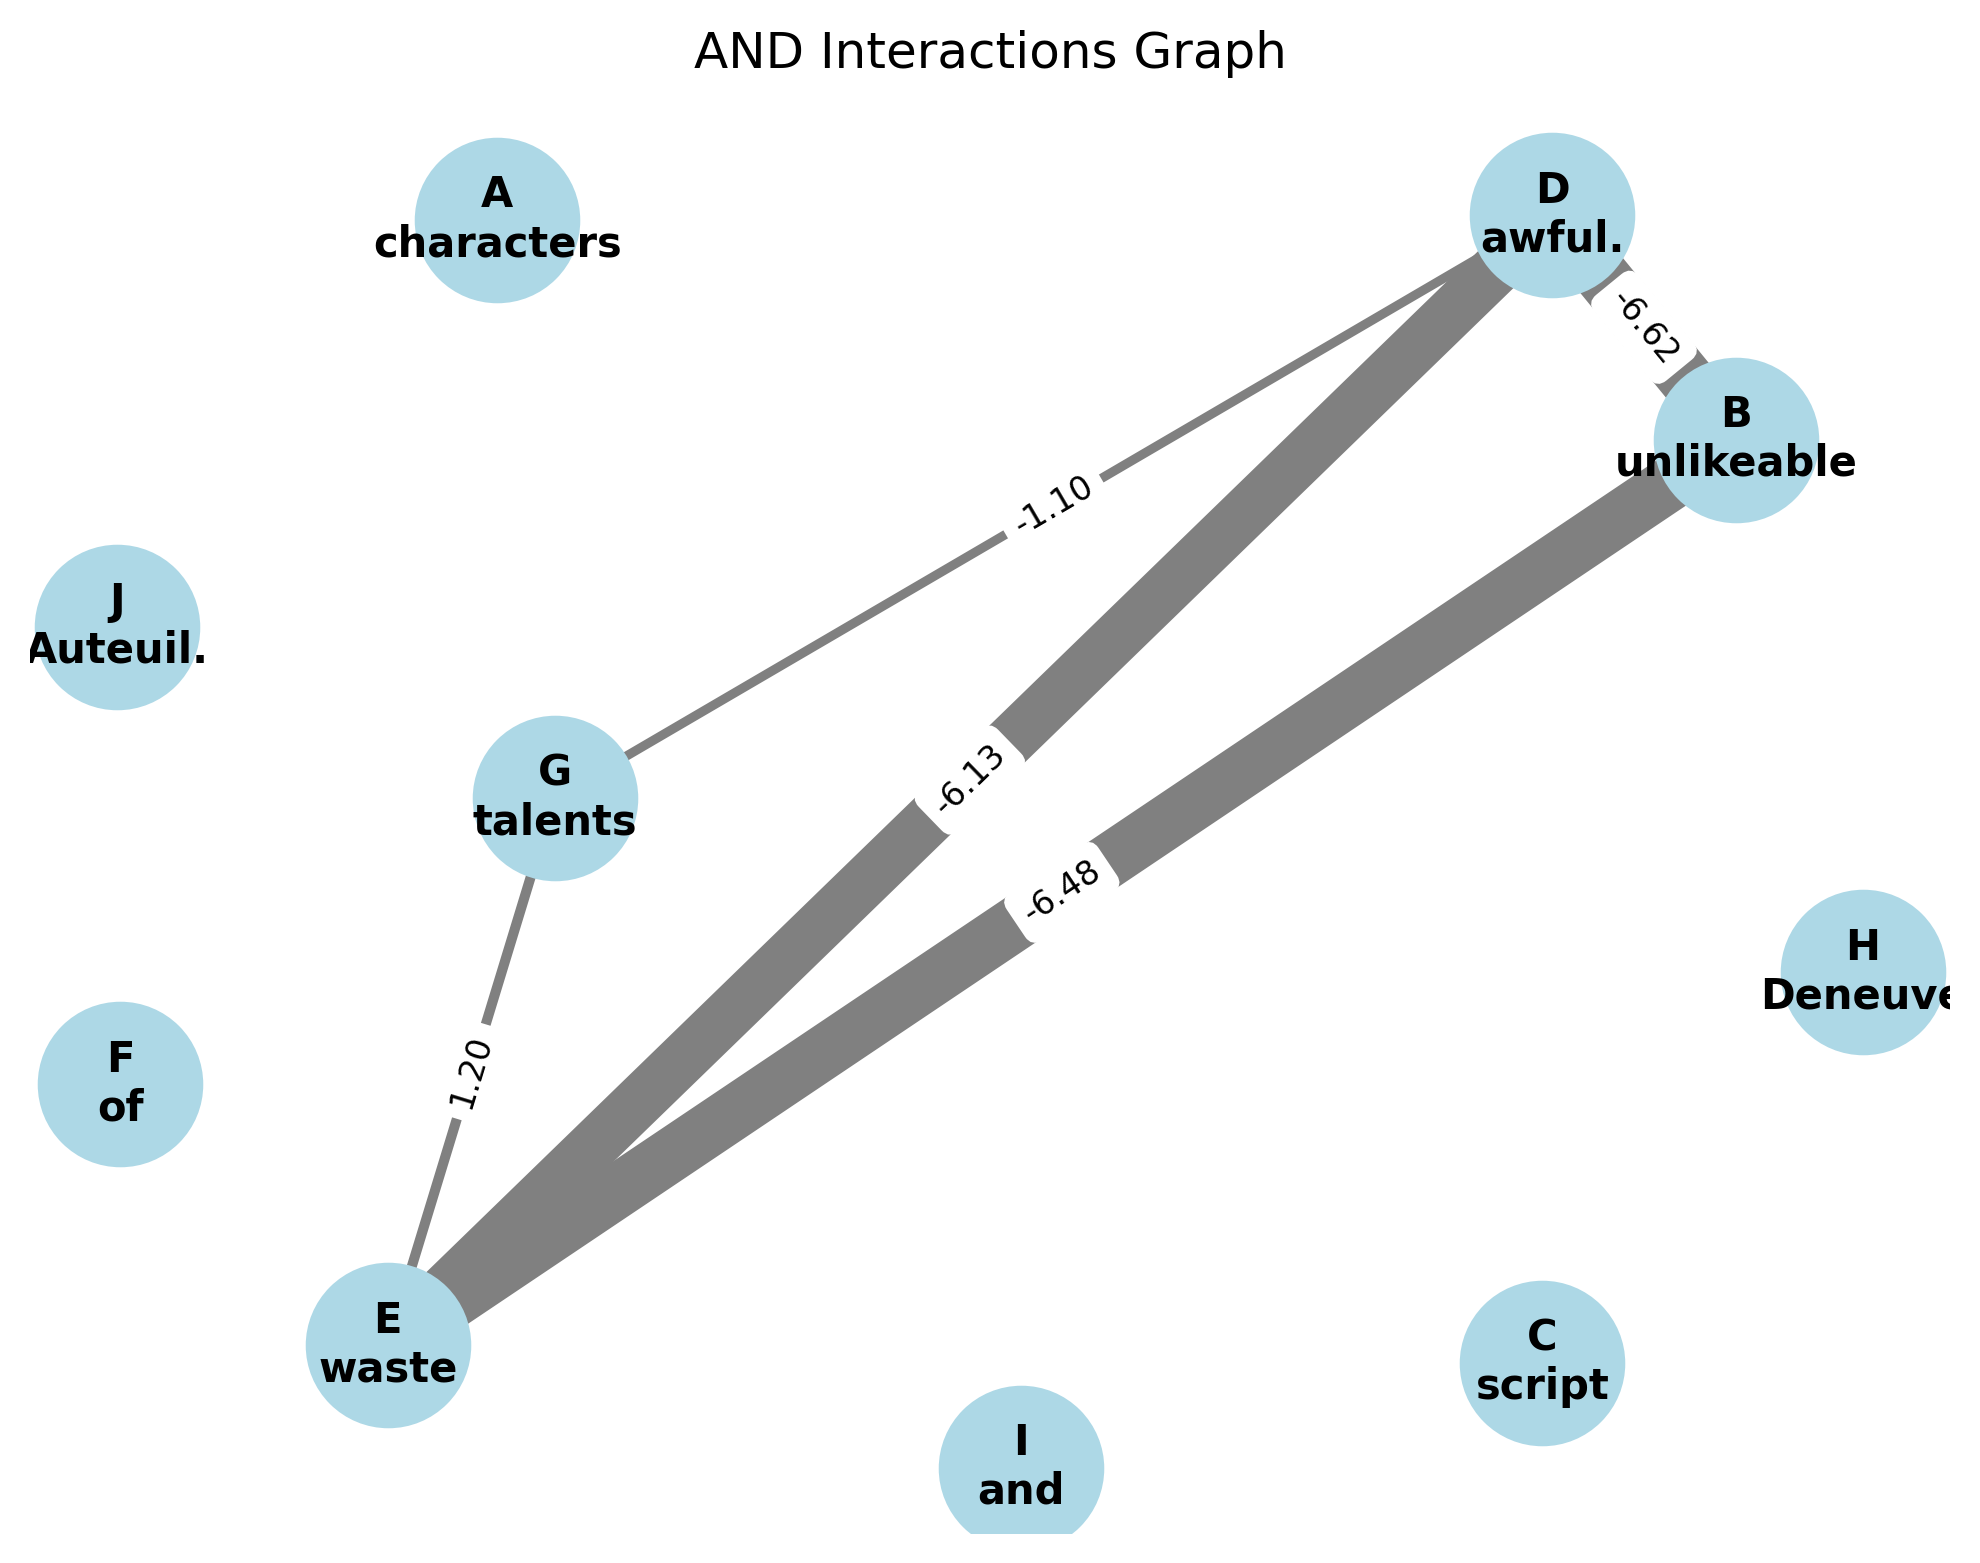 AND Interactions Graph
A
characters
D
awful.
-6.62
B
unlikeable
-1.10
J
Auteuil.
G
talents
-6.13
-6.48
H
Deneuve
F
of
1.20
E
waste
C
script
I
and